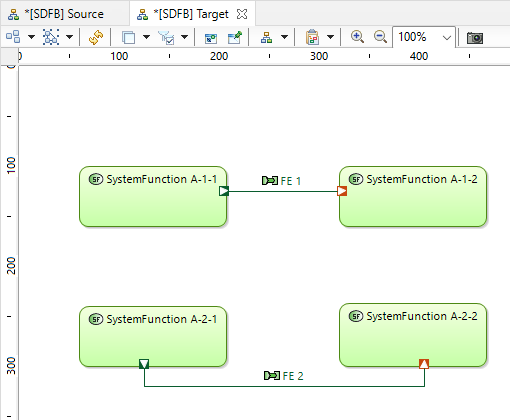 *[SDFB] Source
*[SDFB] Target
100%
0 100 200 300 400
0
100
200
300
SF SystemFunction A-1-1
FE 1
SF SystemFunction A-1-2
SF SystemFunction A-2-1
SF SystemFunction A-2-2
FE 2